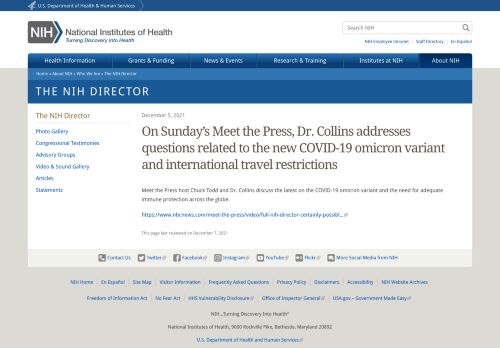 U.S. Department of Health & Human Services
NIH National Institutes of Health
Turning Discovery Into Health
Search NIH
NIH Employee Intranet | Staff Directory | En Español
Health Information Grants & Funding News & Events Research & Training Institutes at NIH About NIH
Home » About NIH » Who We Are » The NIH Director
THE NIH DIRECTOR
The NIH Director
Photo Gallery
Congressional Testimonies
Advisory Groups
Video & Sound Gallery
Articles
Statements
December 5, 2021
On Sunday's Meet the Press, Dr. Collins addresses
questions related to the new COVID-19 omicron variant
and international travel restrictions
Meet the Press host Chuck Todd and Dr. Collins discuss the latest on the COVID-19 omicron variant and the need for adequate
immune protection across the globe.
https://www.nbcnews.com/meet-the-press/video/full-nih-director-certainly-possibl...
This page last reviewed on December 7, 2021
Contact Us Twitter Facebook Instagram YouTube Flickr More Social Media from NIH
NIH Home En Español Site Map Visitor Information Frequently Asked Questions Privacy Policy Disclaimers Accessibility NIH Website Archives
Freedom of Information Act No Fear Act HHS Vulnerability Disclosure Office of Inspector General USA.gov – Government Made Easy
NIH...Turning Discovery Into Health®
National Institutes of Health, 9000 Rockville Pike, Bethesda, Maryland 20892
U.S. Department of Health and Human Services